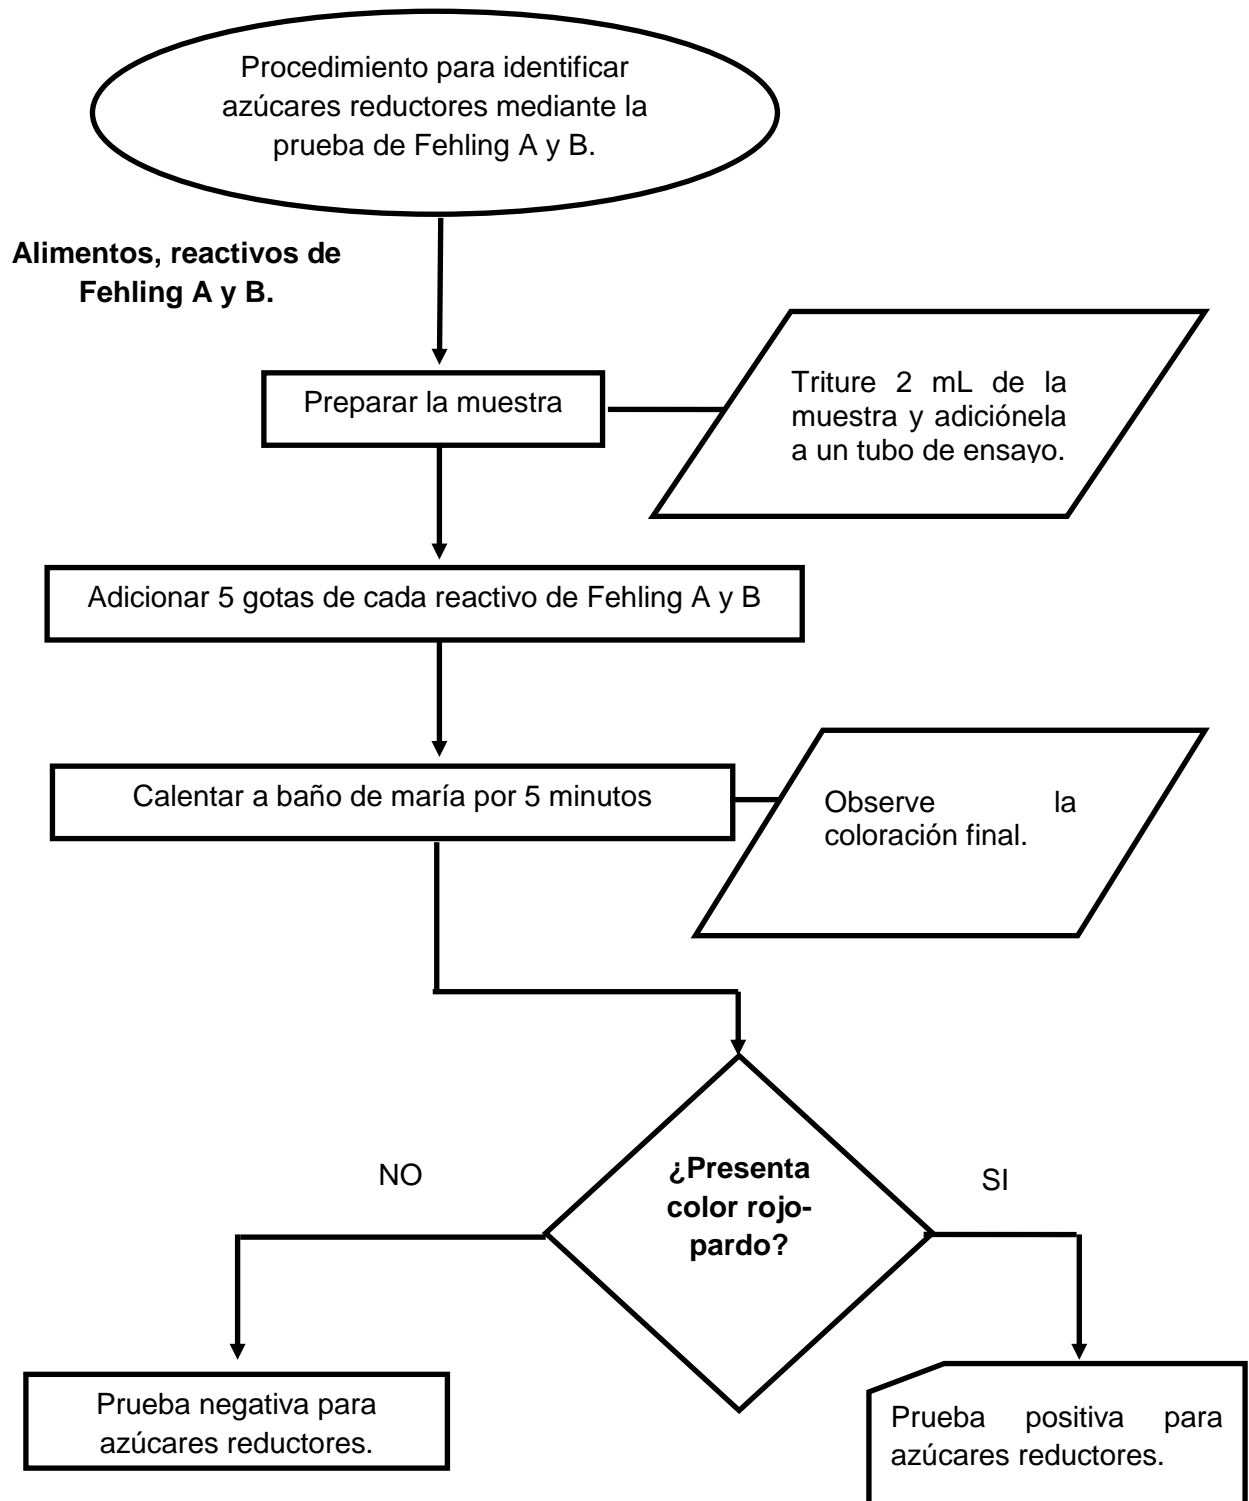 Procedimiento para identificar
azúcares reductores mediante la
prueba de Fehling A y B.
Alimentos, reactivos de
Fehling A y B.
Preparar la muestra
Triture 2 mL de la
muestra y adiciónela
a un tubo de ensayo.
Adicionar 5 gotas de cada reactivo de Fehling A y B
Calentar a baño de maría por 5 minutos
Observe la
coloración final.
¿Presenta
color rojo-
pardo?
NO
SI
Prueba negativa para
azúcares reductores.
Prueba positiva para
azúcares reductores.